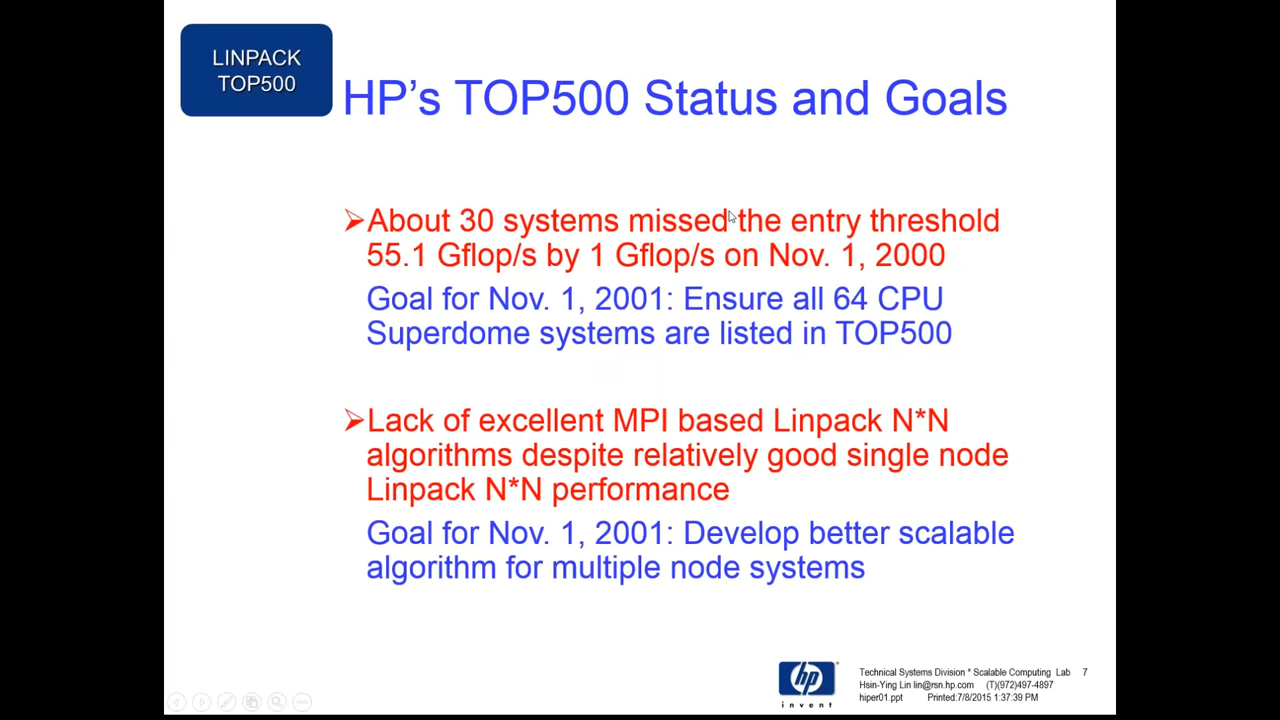 LINPACK
TOP500
HP's TOP500 Status and Goals
About 30 systems missed the entry threshold
55.1 Gflop/s by 1 Gflop/s on Nov. 1, 2000
Goal for Nov. 1, 2001: Ensure all 64 CPU
Superdome systems are listed in TOP500
Lack of excellent MPI based Linpack N*N
algorithms despite relatively good single node
Linpack N*N performance
Goal for Nov. 1, 2001: Develop better scalable
algorithm for multiple node systems
hp
invent
Technical Systems Division * Scalable Computing Lab 7
Hsin-Ying Lin lin@rsn.hp.com (T)(972)497-4897
hiper01.ppt Printed:7/8/2015 1:37:39 PM